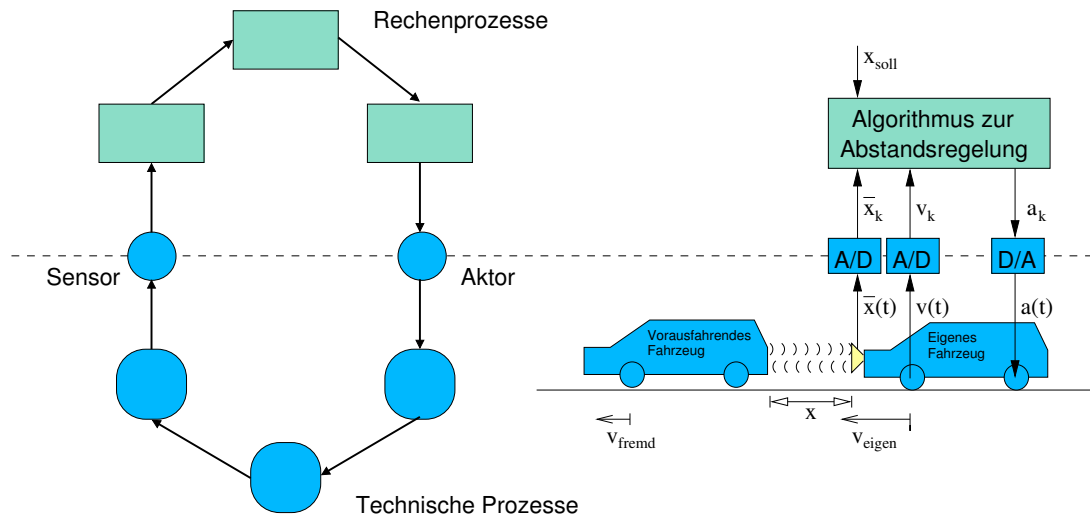 Rechenprozesse
Sensor
Aktor
Technische Prozesse
x_soll
Algorithmus zur
Abstandsregelung
x̄_k
v_k
a_k
A/D
A/D
D/A
x̄(t)
v(t)
a(t)
Vorausfahrendes
Fahrzeug
Eigenes
Fahrzeug
x
v_fremd
v_eigen